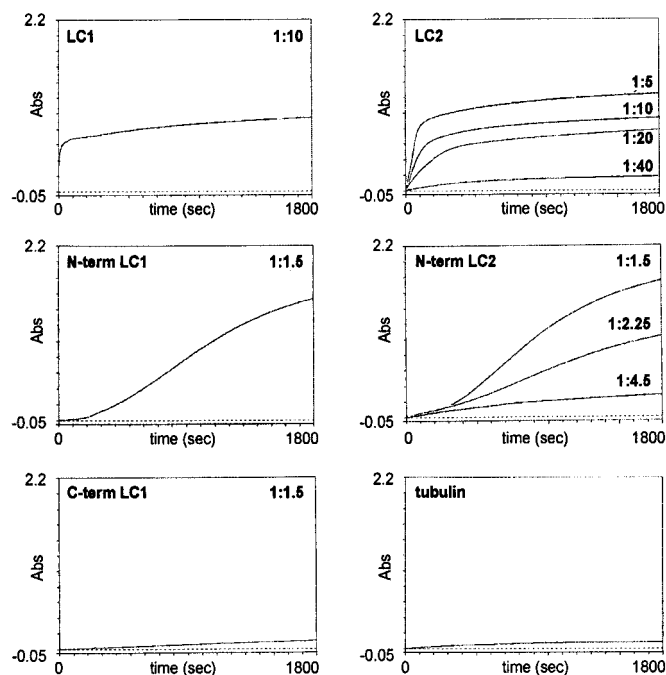 2.2
LC1 1:10
Abs
-0.05
0 time (sec) 1800
2.2
LC2
1:5
1:10
1:20
1:40
Abs
-0.05
0 time (sec) 1800
2.2
N-term LC1 1:1.5
Abs
-0.05
0 time (sec) 1800
2.2
N-term LC2 1:1.5
1:2.25
1:4.5
Abs
-0.05
0 time (sec) 1800
2.2
C-term LC1 1:1.5
Abs
-0.05
0 time (sec) 1800
2.2
tubulin
Abs
-0.05
0 time (sec) 1800